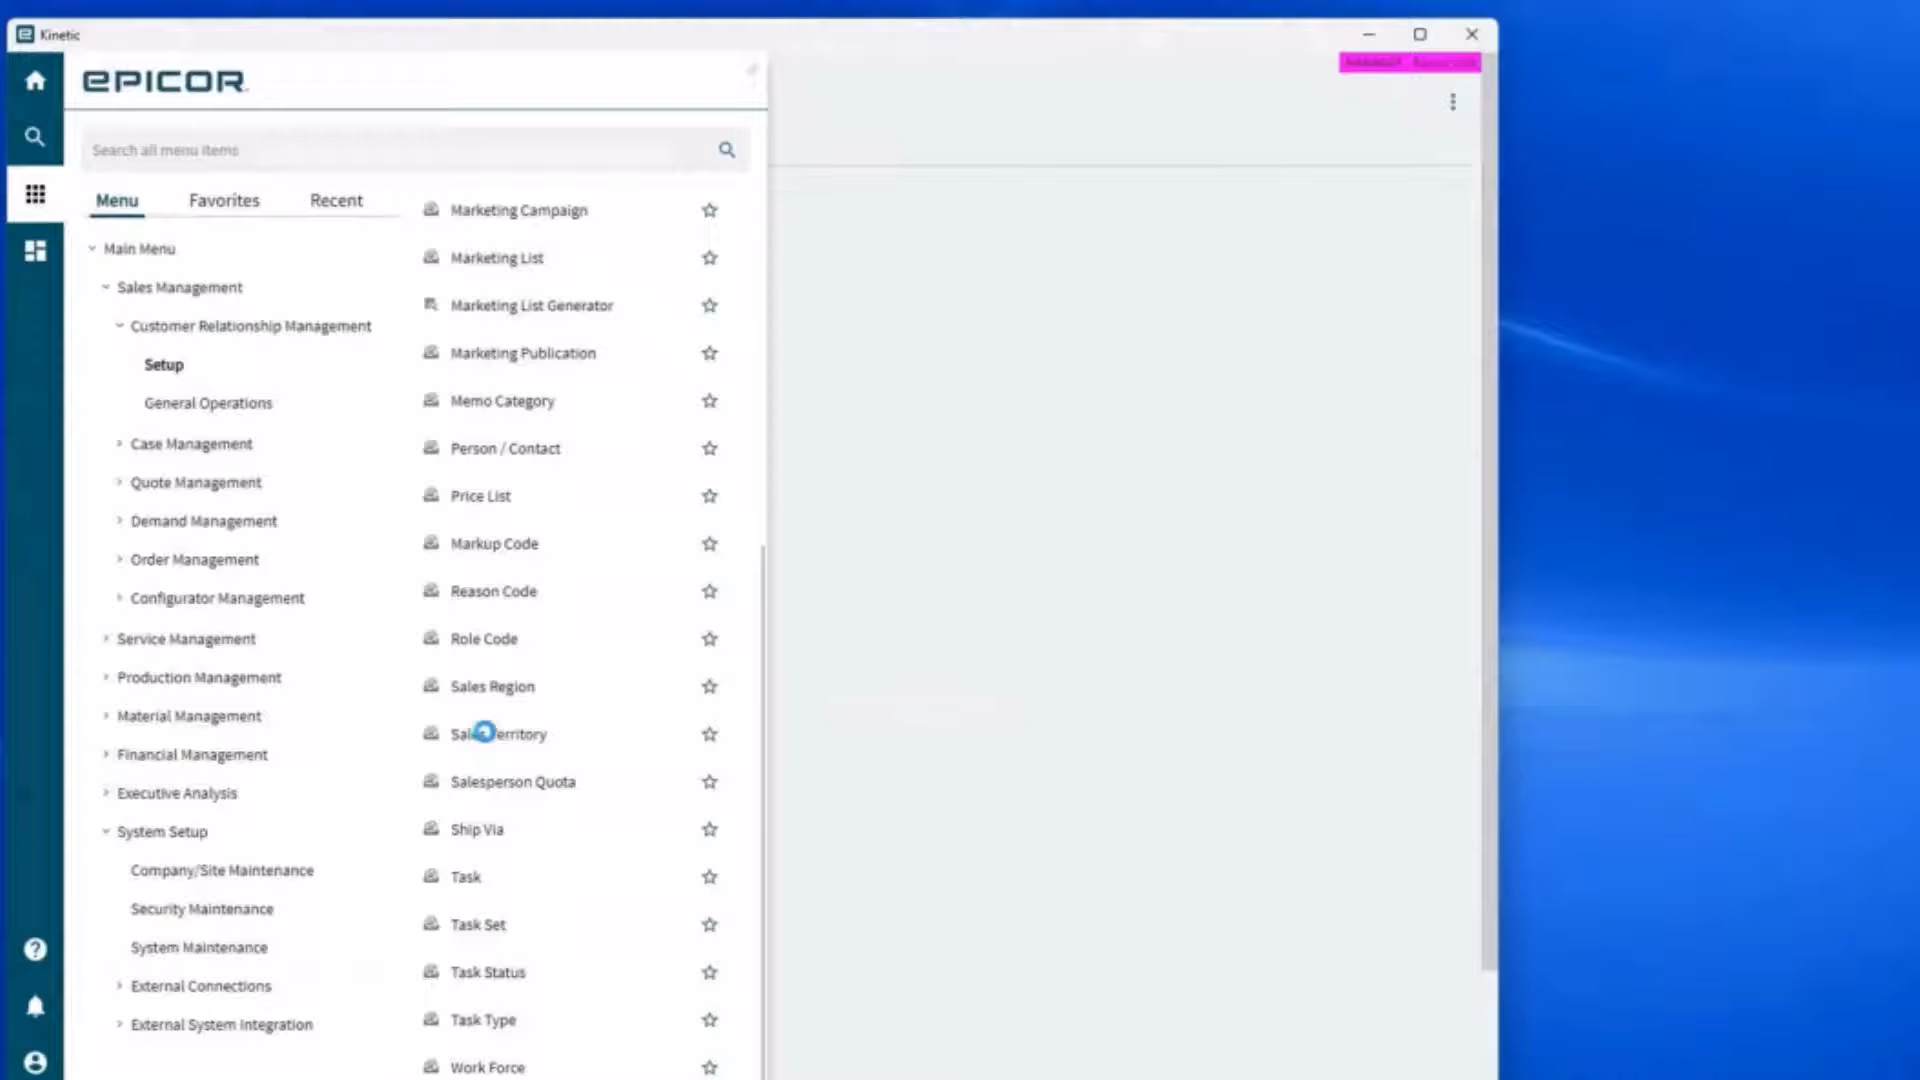 Kinetic
EPICOR
Search all menu items
Menu Favorites Recent
Main Menu
Sales Management
Customer Relationship Management
Setup
General Operations
Case Management
Quote Management
Demand Management
Order Management
Configurator Management
Service Management
Production Management
Material Management
Financial Management
Executive Analysis
System Setup
Company/Site Maintenance
Security Maintenance
System Maintenance
External Connections
External System Integration
Marketing Campaign
Marketing List
Marketing List Generator
Marketing Publication
Memo Category
Person / Contact
Price List
Markup Code
Reason Code
Role Code
Sales Region
Sales Territory
Salesperson Quota
Ship Via
Task
Task Set
Task Status
Task Type
Work Force